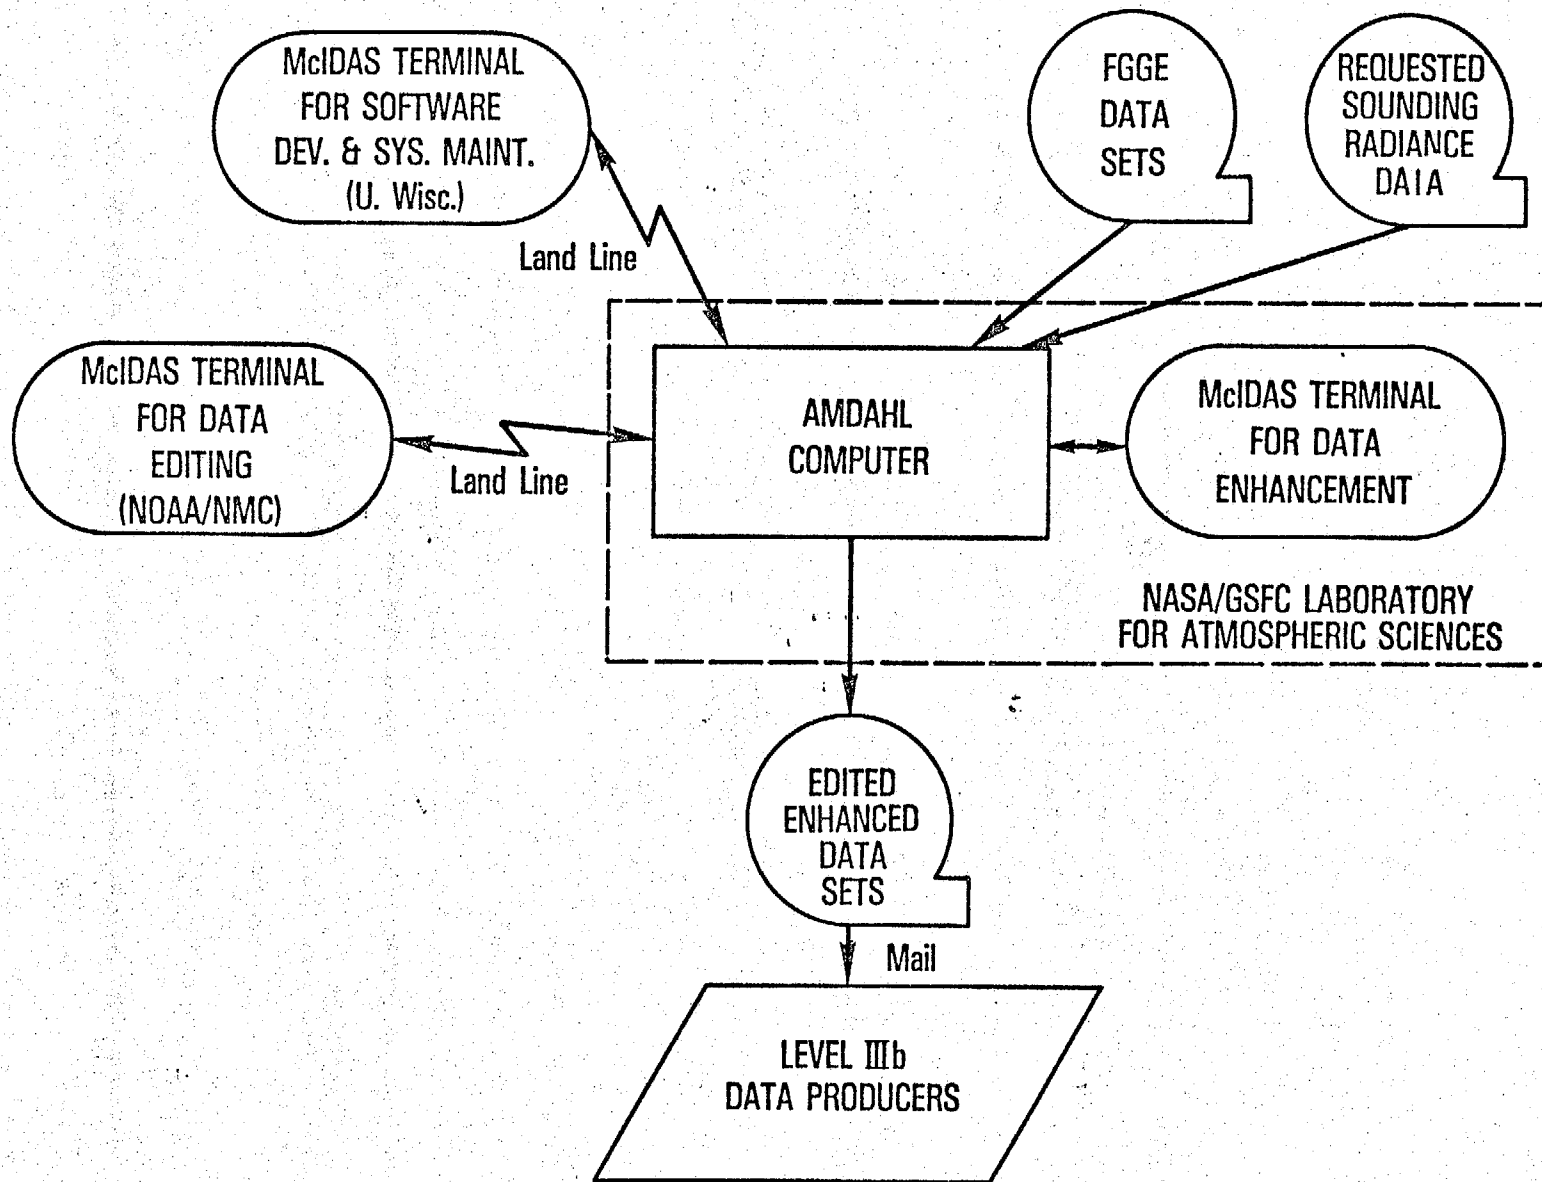 McIDAS TERMINAL
FOR SOFTWARE
DEV. & SYS. MAINT.
(U. Wisc.)
FGGE
DATA
SETS
REQUESTED
SOUNDING
RADIANCE
DATA
Land Line
McIDAS TERMINAL
FOR DATA
EDITING
(NOAA/NMC)
Land Line
AMDAHL
COMPUTER
McIDAS TERMINAL
FOR DATA
ENHANCEMENT
NASA/GSFC LABORATORY
FOR ATMOSPHERIC SCIENCES
EDITED
ENHANCED
DATA
SETS
Mail
LEVEL IIIb
DATA PRODUCERS